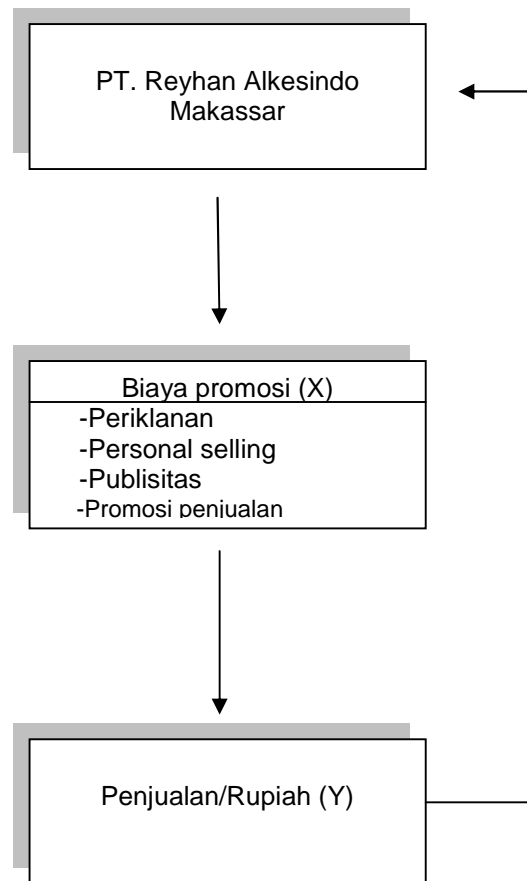 PT. Reyhan Alkesindo
Makassar
Biaya promosi (X)
-Periklanan
-Personal selling
-Publisitas
-Promosi penjualan
Penjualan/Rupiah (Y)